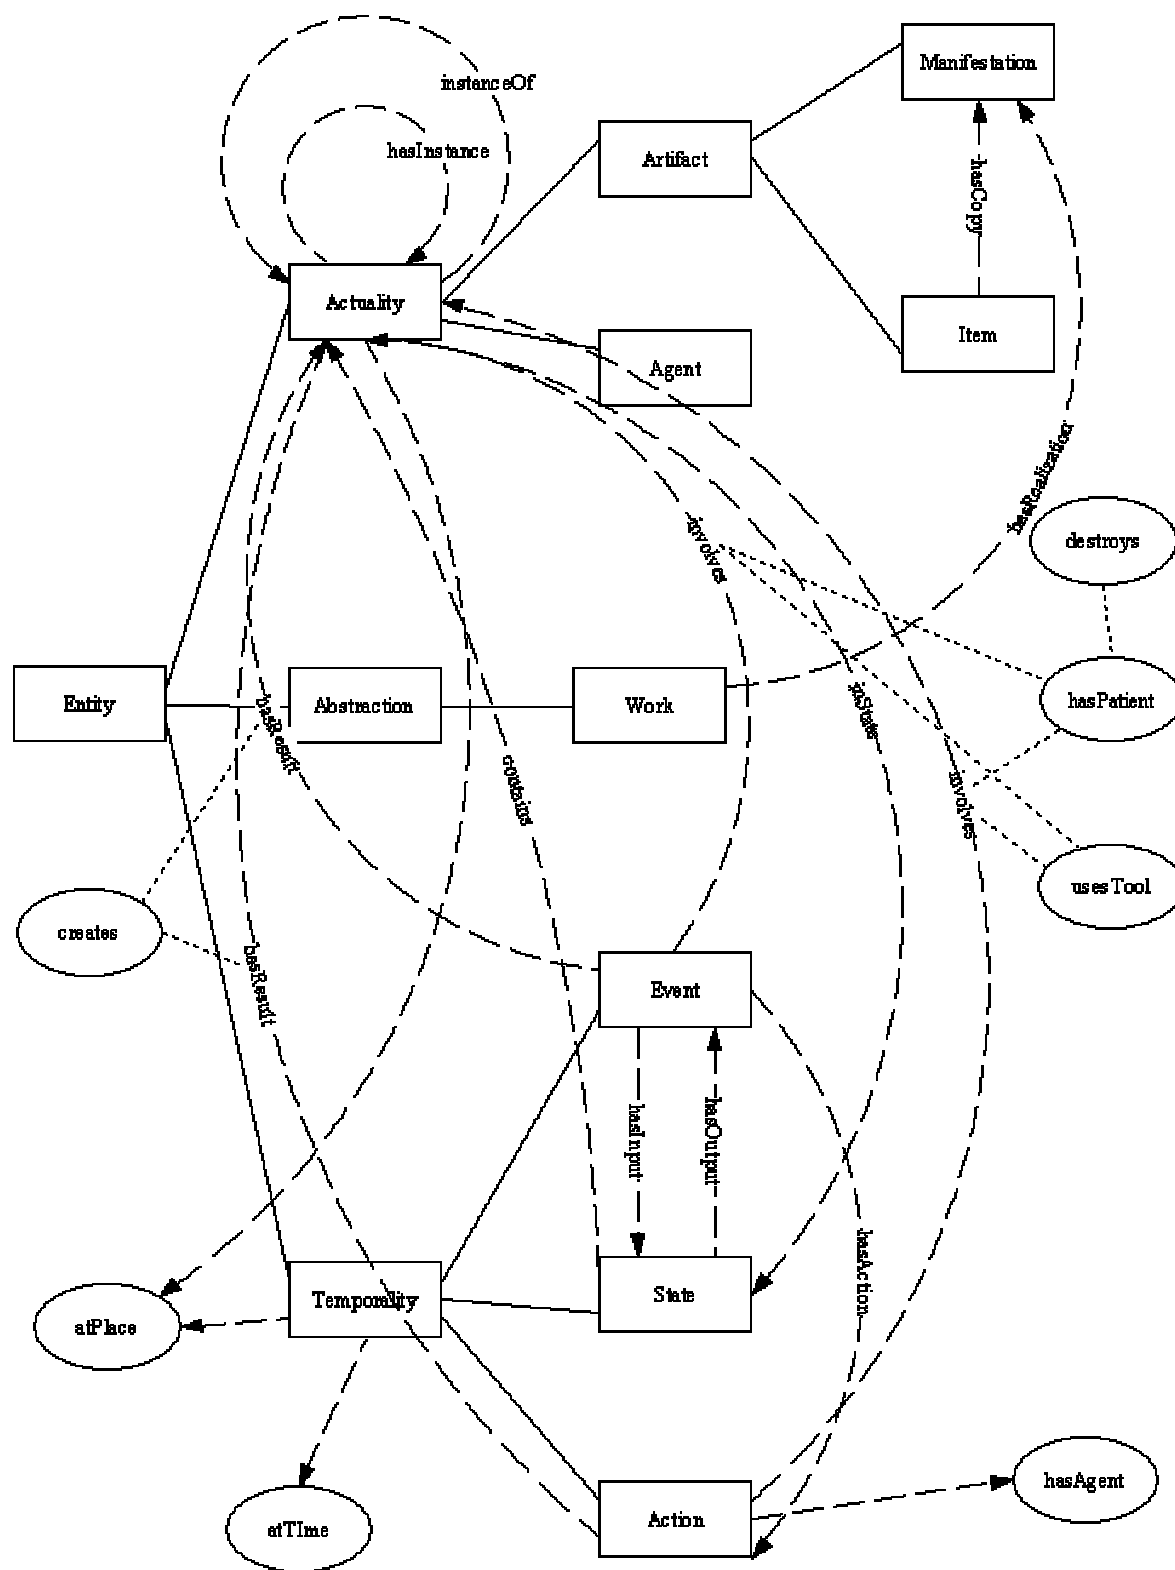 instanceOf
Manifestation
hasInstance
Artifact
hasCopy
Actuality
Item
Agent
hasRealization
involves
destroys
Entity
Abstraction
Work
inState
hasPatient
hasResult
contains
involves
usesTool
creates
hasResult
Event
hasInput
hasOutput
hasAction
Temporality
State
atPlace
hasAgent
Action
atTIme